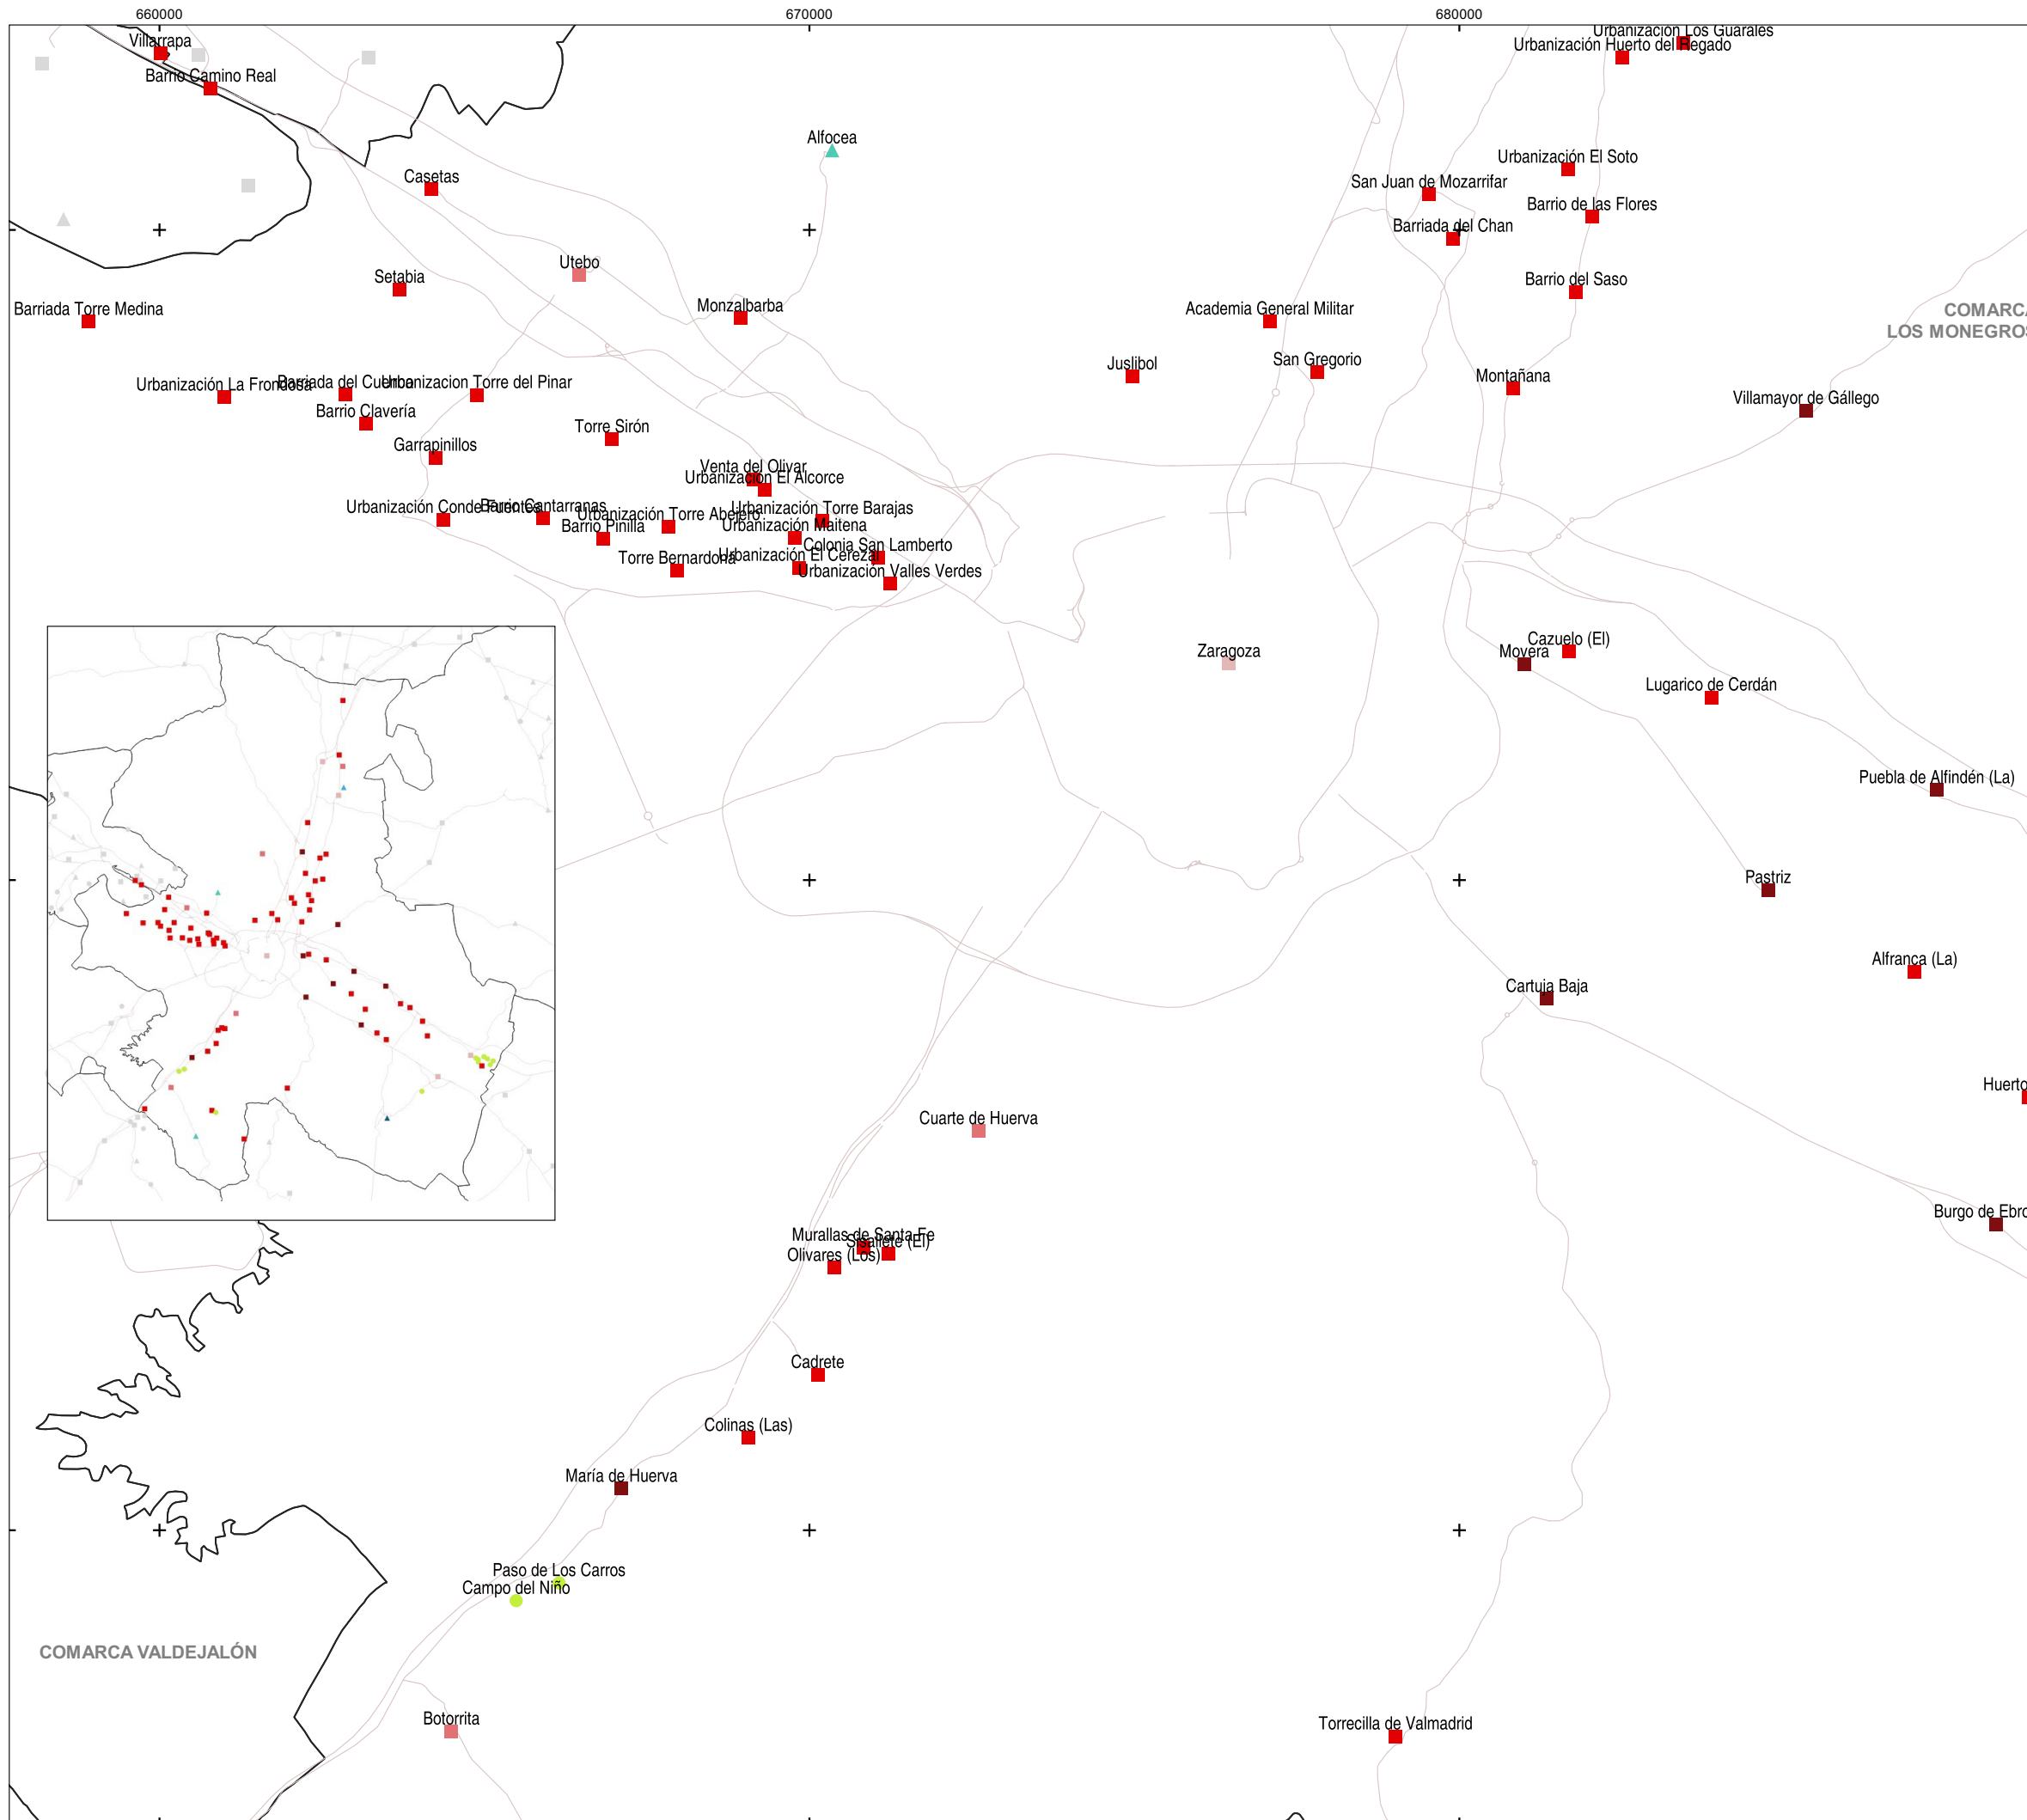 660000
670000
680000
Villarrapa
Urbanización Los Guarales
Urbanización Huerto del Regado
Barrio Camino Real
Alfocea
Urbanización El Soto
Casetas
San Juan de Mozarrifar
Barrio de las Flores
Barriada del Chan
Utebo
Setabia
Barrio del Saso
Barriada Torre Medina
Monzalbarba
Academia General Militar
COMARCA
LOS MONEGROS
San Gregorio
Juslibol
Montañana
Urbanización La Frondosa
Barriada del Cuerno
Urbanizacion Torre del Pinar
Villamayor de Gállego
Barrio Clavería
Torre Sirón
Garrapinillos
Venta del Olivar
Urbanización El Alcorce
Urbanización Conde Fuentes
Barrio Cantarranas
Urbanización Torre Abejero
Urbanización Torre Barajas
Barrio Pinilla
Urbanización Maitena
Colonia San Lamberto
Torre Bernardona
Urbanización El Cerezal
Urbanización Valles Verdes
Zaragoza
Movera
Cazuelo (El)
Lugarico de Cerdán
Puebla de Alfindén (La)
Pastriz
Alfranca (La)
Cartuja Baja
Huerto
Cuarte de Huerva
Burgo de Ebro
Murallas de Santa Fe
Sisallete (El)
Olivares (Los)
Cadrete
Colinas (Las)
María de Huerva
Paso de Los Carros
Campo del Niño
COMARCA VALDEJALÓN
Botorrita
Torrecilla de Valmadrid